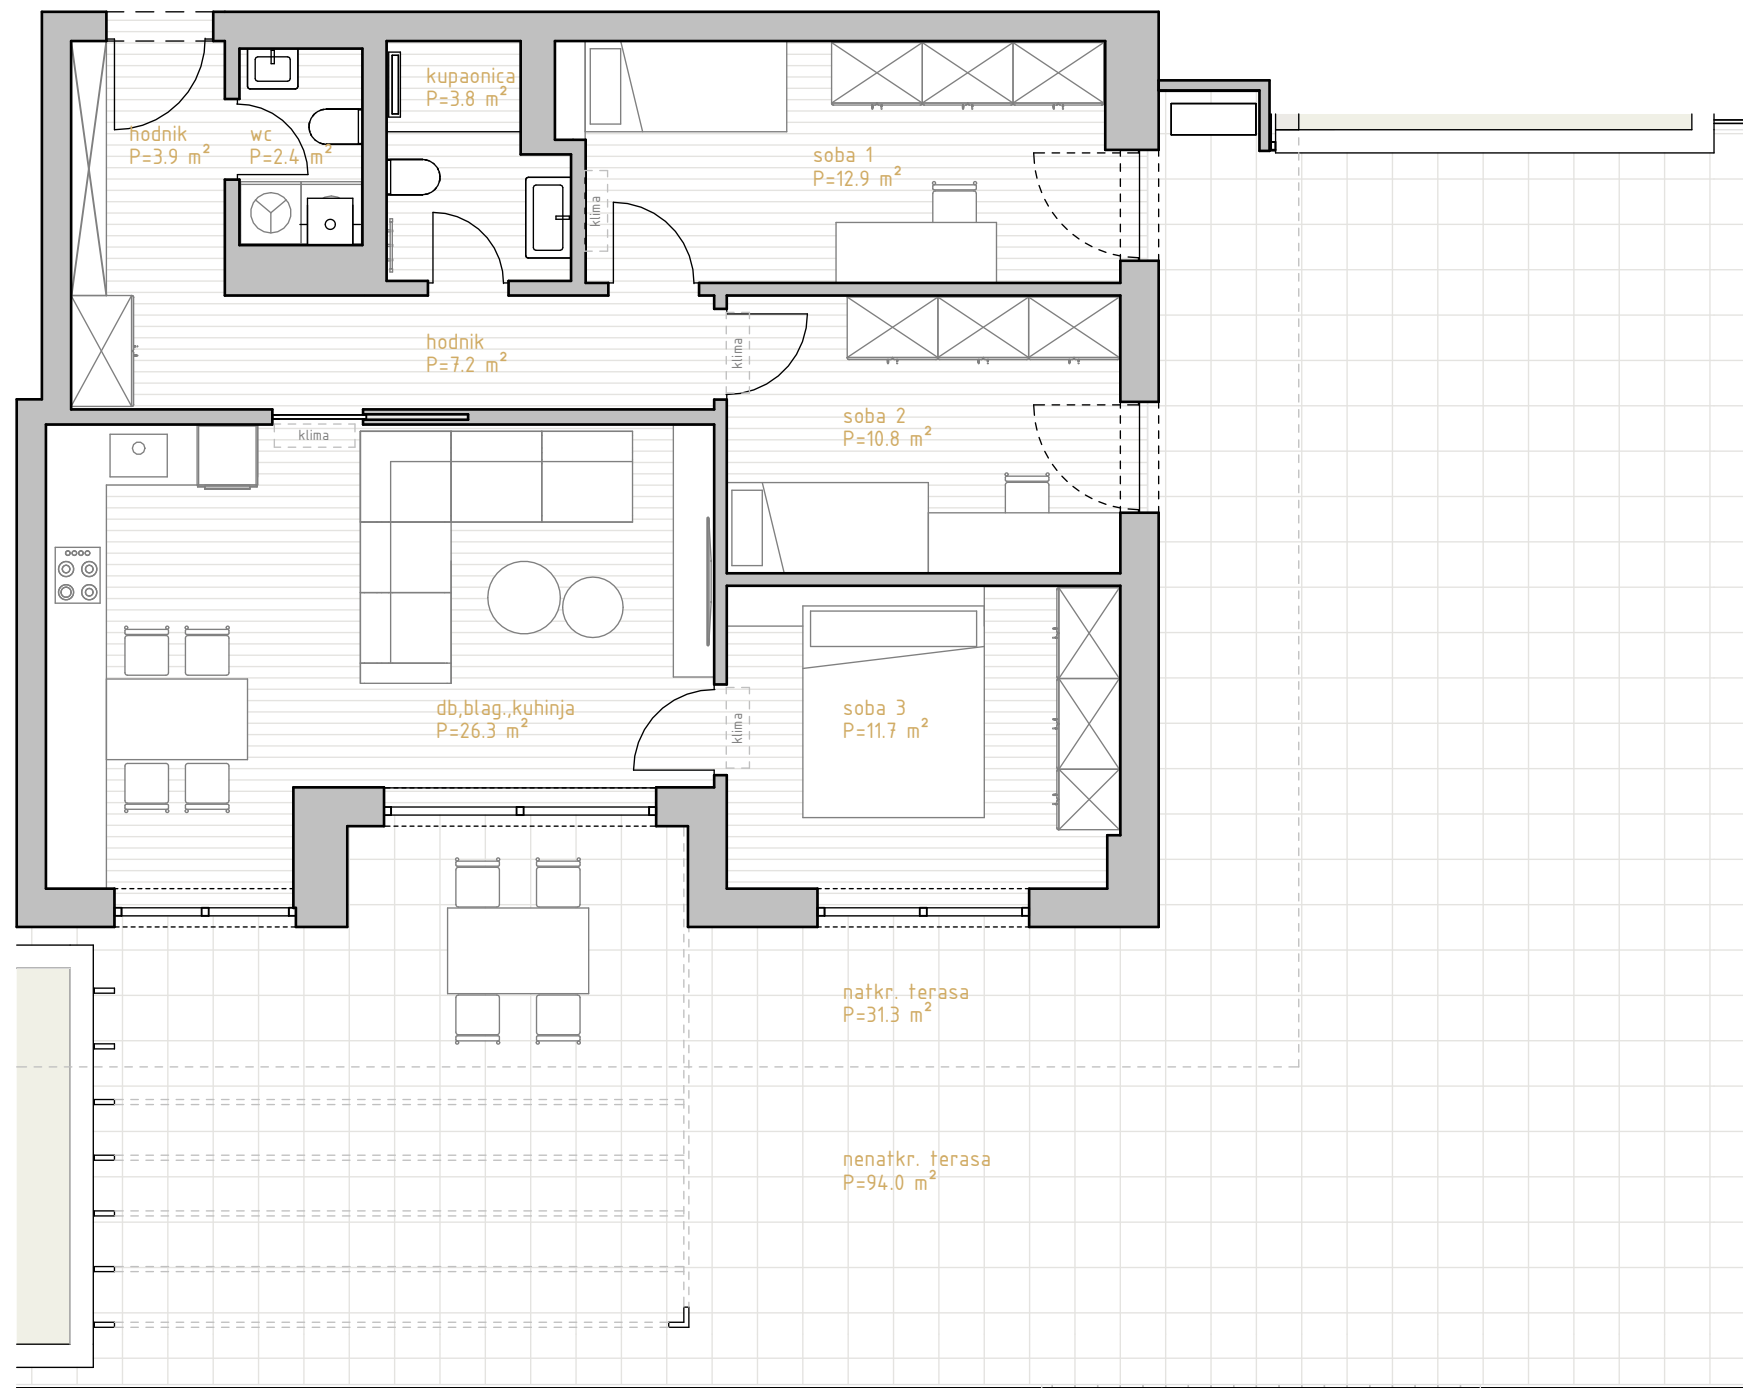 kupaonica
P=3.8 m²
hodnik
P=3.9 m²
wc
P=2.4 m²
soba 1
P=12.9 m²
klima
hodnik
P=7.2 m²
klima
soba 2
P=10.8 m²
klima
db,blag.,kuhinja
P=26.3 m²
klima
soba 3
P=11.7 m²
natkr. terasa
P=31.3 m²
nenatkr. terasa
P=94.0 m²